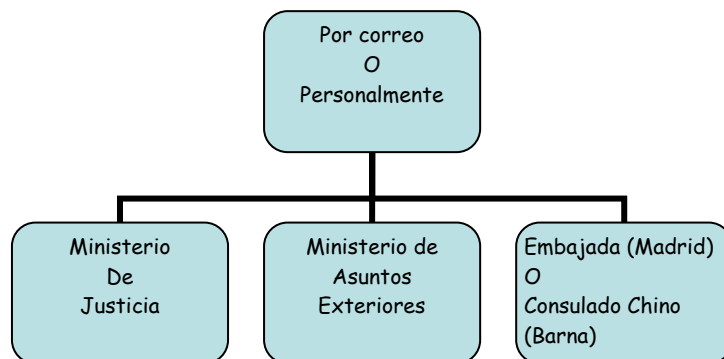 Por correo
O
Personalmente
Ministerio
De
Justicia
Ministerio de
Asuntos
Exteriores
Embajada (Madrid)
O
Consulado Chino
(Barna)